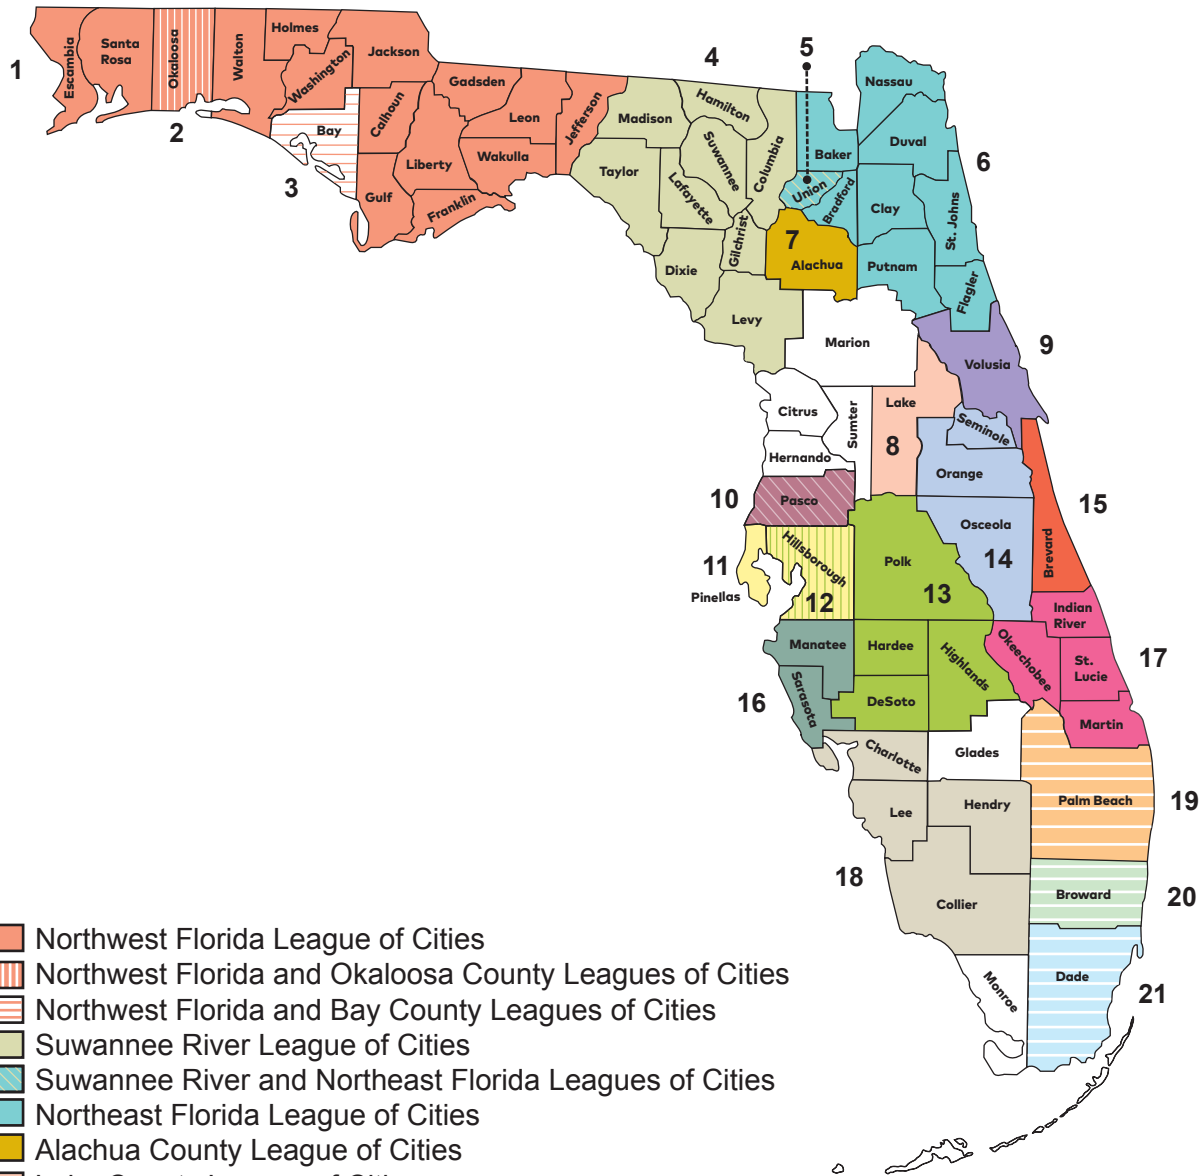 1
Escambia
Santa
Rosa
Okaloosa
2
Walton
Holmes
Washington
Jackson
Bay
3
Calhoun
Gulf
Liberty
Franklin
Gadsden
Leon
Wakulla
Jefferson
4
Madison
Taylor
Hamilton
Suwannee
Lafayette
Columbia
Dixie
Gilchrist
Levy
5
Union
Baker
Bradford
Nassau
Duval
6
Clay
St. Johns
Putnam
Flagler
7
Alachua
Marion
Volusia
9
Citrus
Sumter
Lake
8
Hernando
Seminole
Orange
10
Pasco
Osceola
14
15
Brevard
11
Pinellas
Hillsborough
12
Polk
13
Indian
River
Manatee
Hardee
Highlands
Okeechobee
St.
Lucie
17
16
Sarasota
DeSoto
Martin
Charlotte
Glades
Lee
Hendry
Palm Beach
19
18
Collier
Broward
20
Monroe
Dade
21
Northwest Florida League of Cities
Northwest Florida and Okaloosa County Leagues of Cities
Northwest Florida and Bay County Leagues of Cities
Suwannee River League of Cities
Suwannee River and Northeast Florida Leagues of Cities
Northeast Florida League of Cities
Alachua County League of Cities